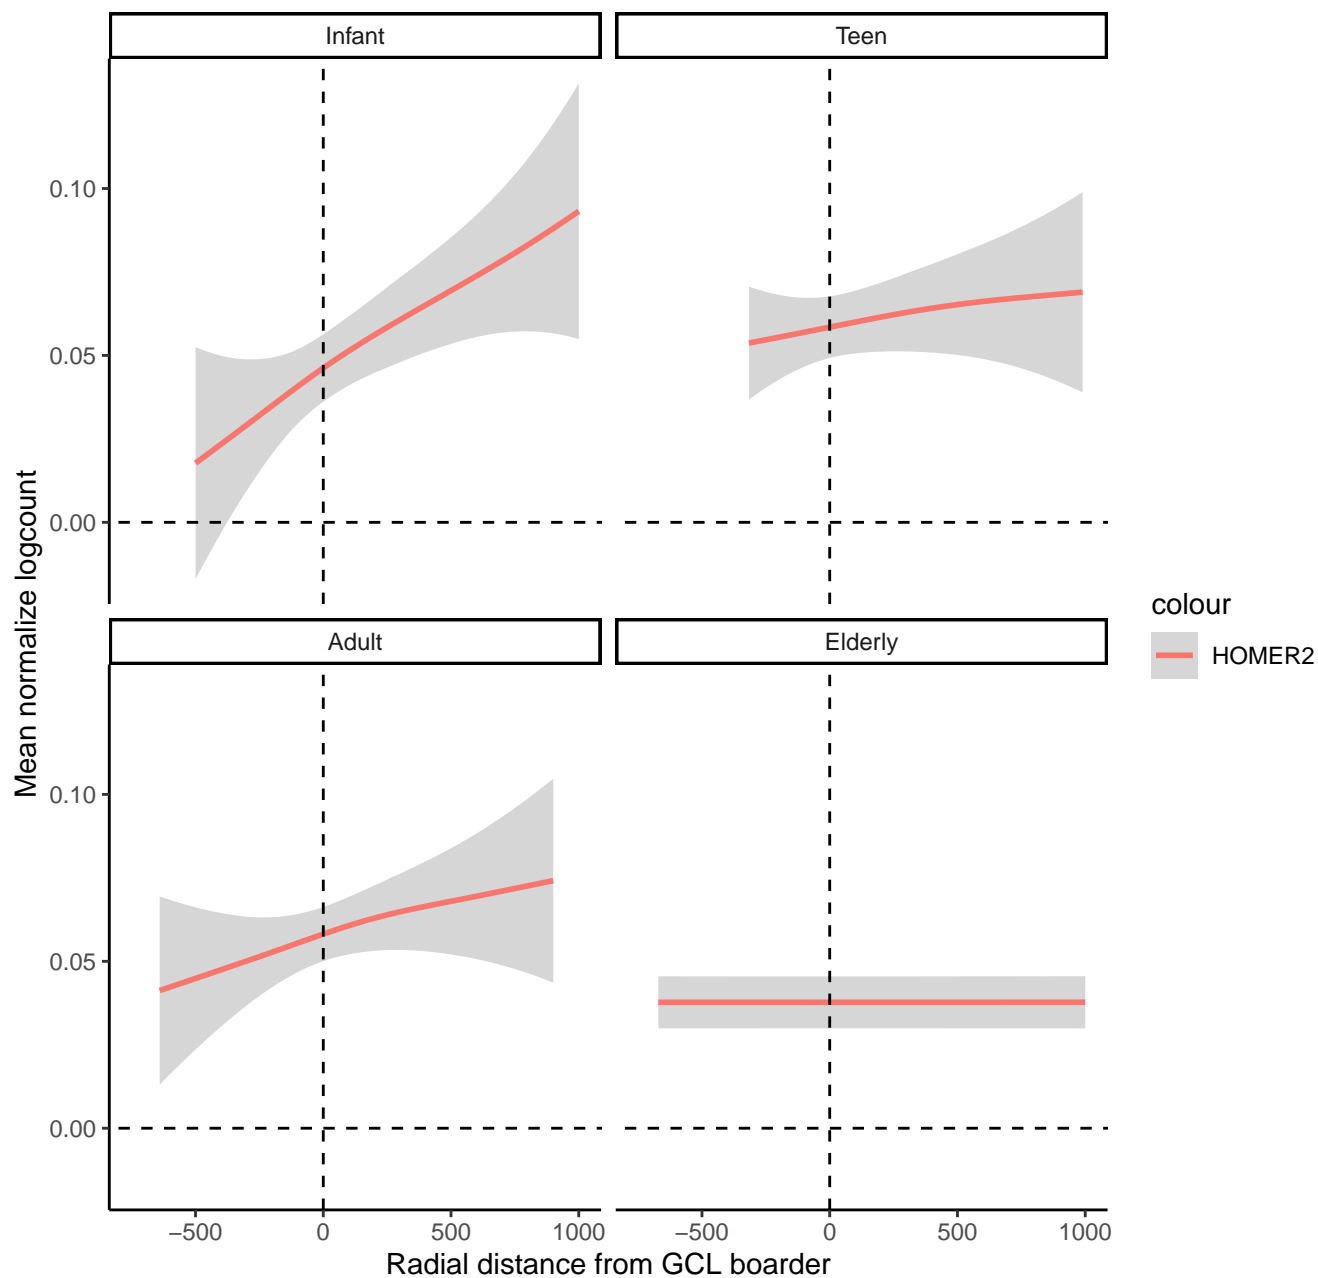 Infant
Teen
0.10
0.05
0.00
Mean normalize logcount
Adult
Elderly
0.10
0.05
0.00
−500 0 500 1000
−500 0 500 1000
Radial distance from GCL boarder
colour
HOMER2